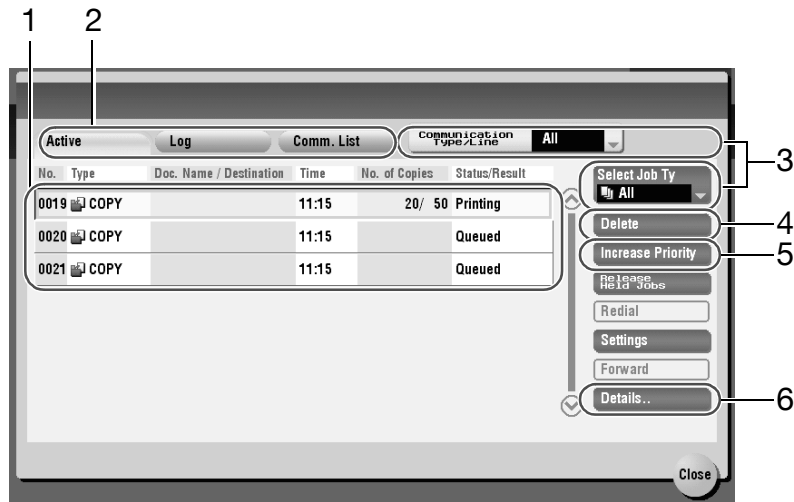 1 2
Active Log Comm. List Communication Type/Line All
3
No. Type Doc. Name / Destination Time No. of Copies Status/Result
Select Job Ty
All
0019 COPY 11:15 20/ 50 Printing
Delete 4
0020 COPY 11:15 Queued
Increase Priority 5
0021 COPY 11:15 Queued
Release Held Jobs
Redial
Settings
Forward
Details.. 6
Close